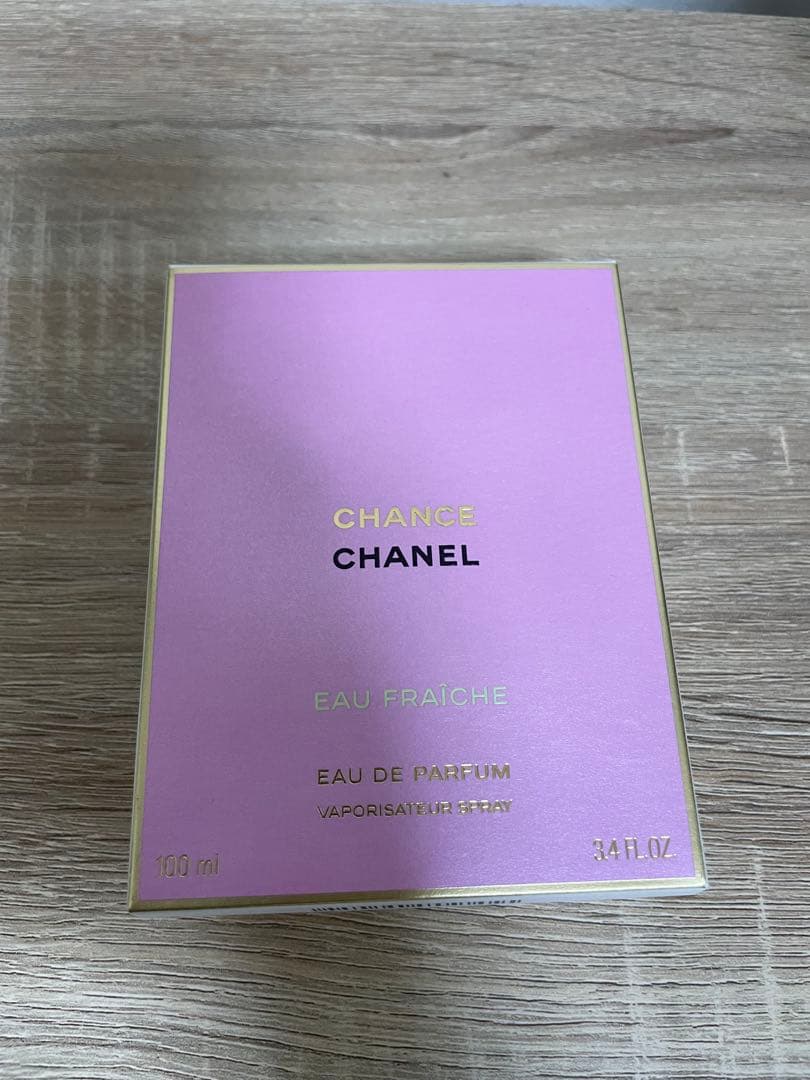 CHANCE
CHANEL
EAU FRAÎCHE
EAU DE PARFUM
VAPORISATEUR SPRAY
100 ml
3.4 FL.OZ.